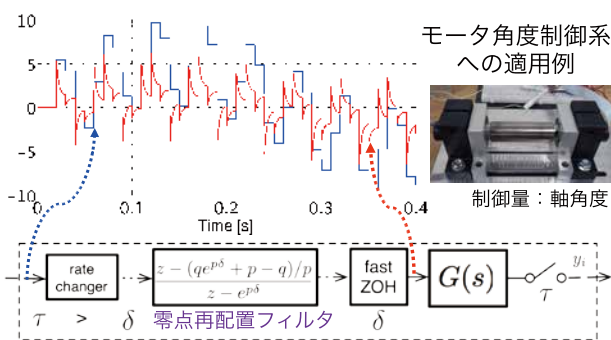 モータ角度制御系
への適用例
制御量：軸角度
10
5
0
-5
-10
0
0.1
0.2
0.3
0.4
Time [s]
rate
changer
z − (qe^{pδ} + p − q)/p
z − e^{pδ}
fast
ZOH
G(s)
y_i
τ
τ > δ
零点再配置フィルタ
δ